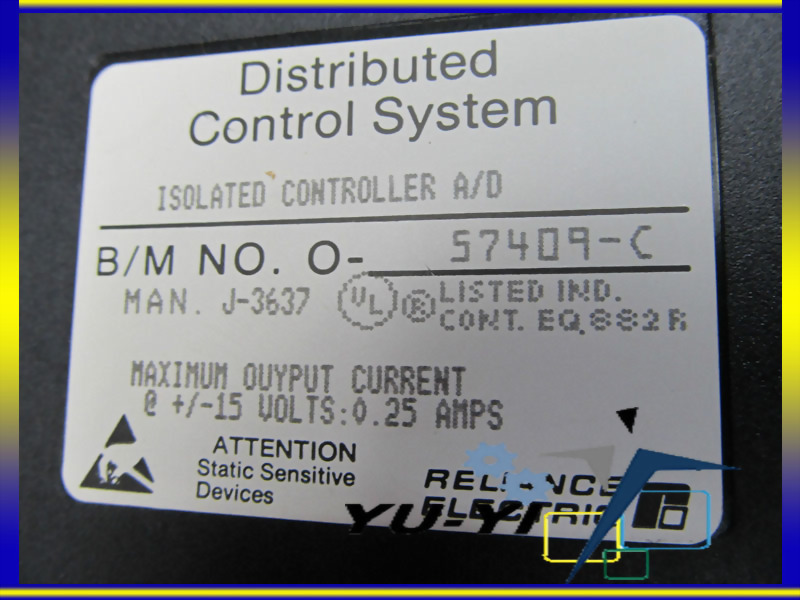 Distributed
Control System
ISOLATED CONTROLLER A/D
B/M NO. O- 57409-C
MAN. J-3637 UL ® LISTED IND.
CONT. EQ. 882R
MAXIMUM OUYPUT CURRENT
@ +/-15 VOLTS:0.25 AMPS
ATTENTION
Static Sensitive
Devices
RELIANCE
ELECTRIC
YU-YI